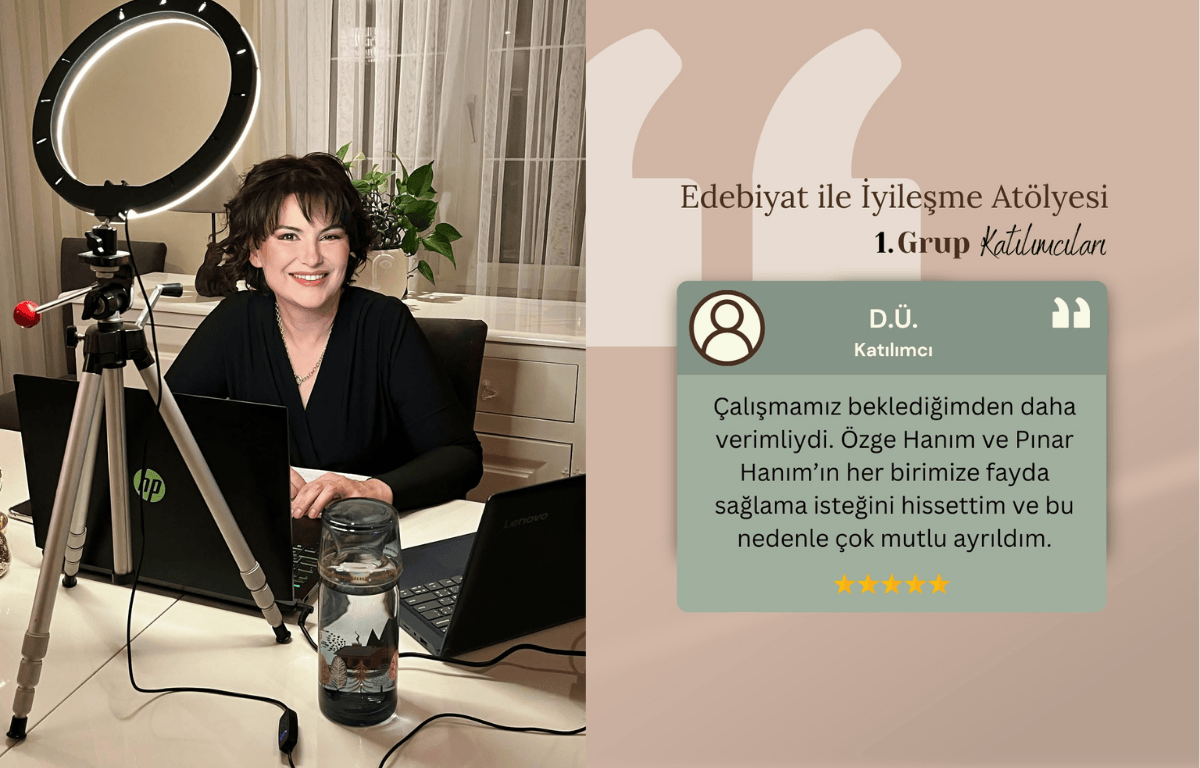 hp
Lenovo
Edebiyat ile İyileşme Atölyesi
1.Grup Katılımcıları
D.Ü.
Katılımcı
Çalışmamız beklediğimden daha
verimliydi. Özge Hanım ve Pınar
Hanım’ın her birimize fayda
sağlama isteğini hissettim ve bu
nedenle çok mutlu ayrıldım.